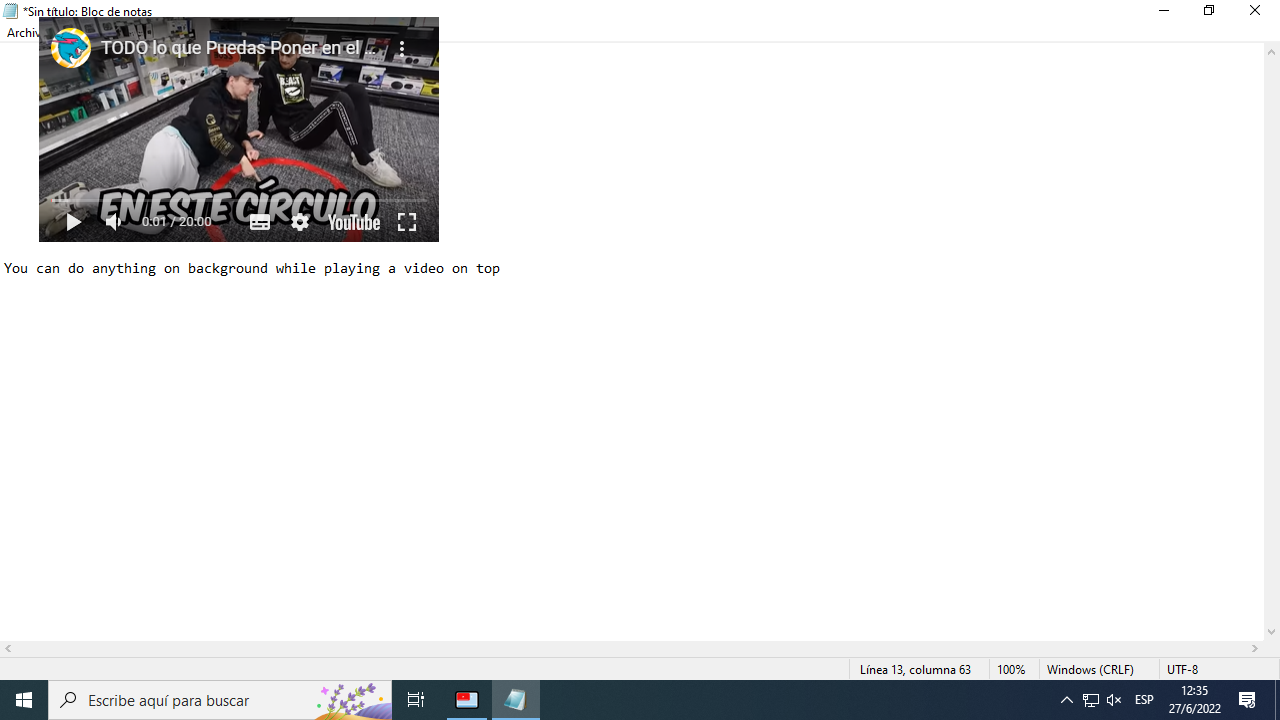 *Sin título: Bloc de notas
Archiv
TODO lo que Puedas Poner en el ...
BEAST
EN ESTE CÍRCULO
0:01 / 20:00
YouTube
You can do anything on background while playing a video on top
Línea 13, columna 63
100%
Windows (CRLF)
UTF-8
Escribe aquí para buscar
ESP
12:35
27/6/2022